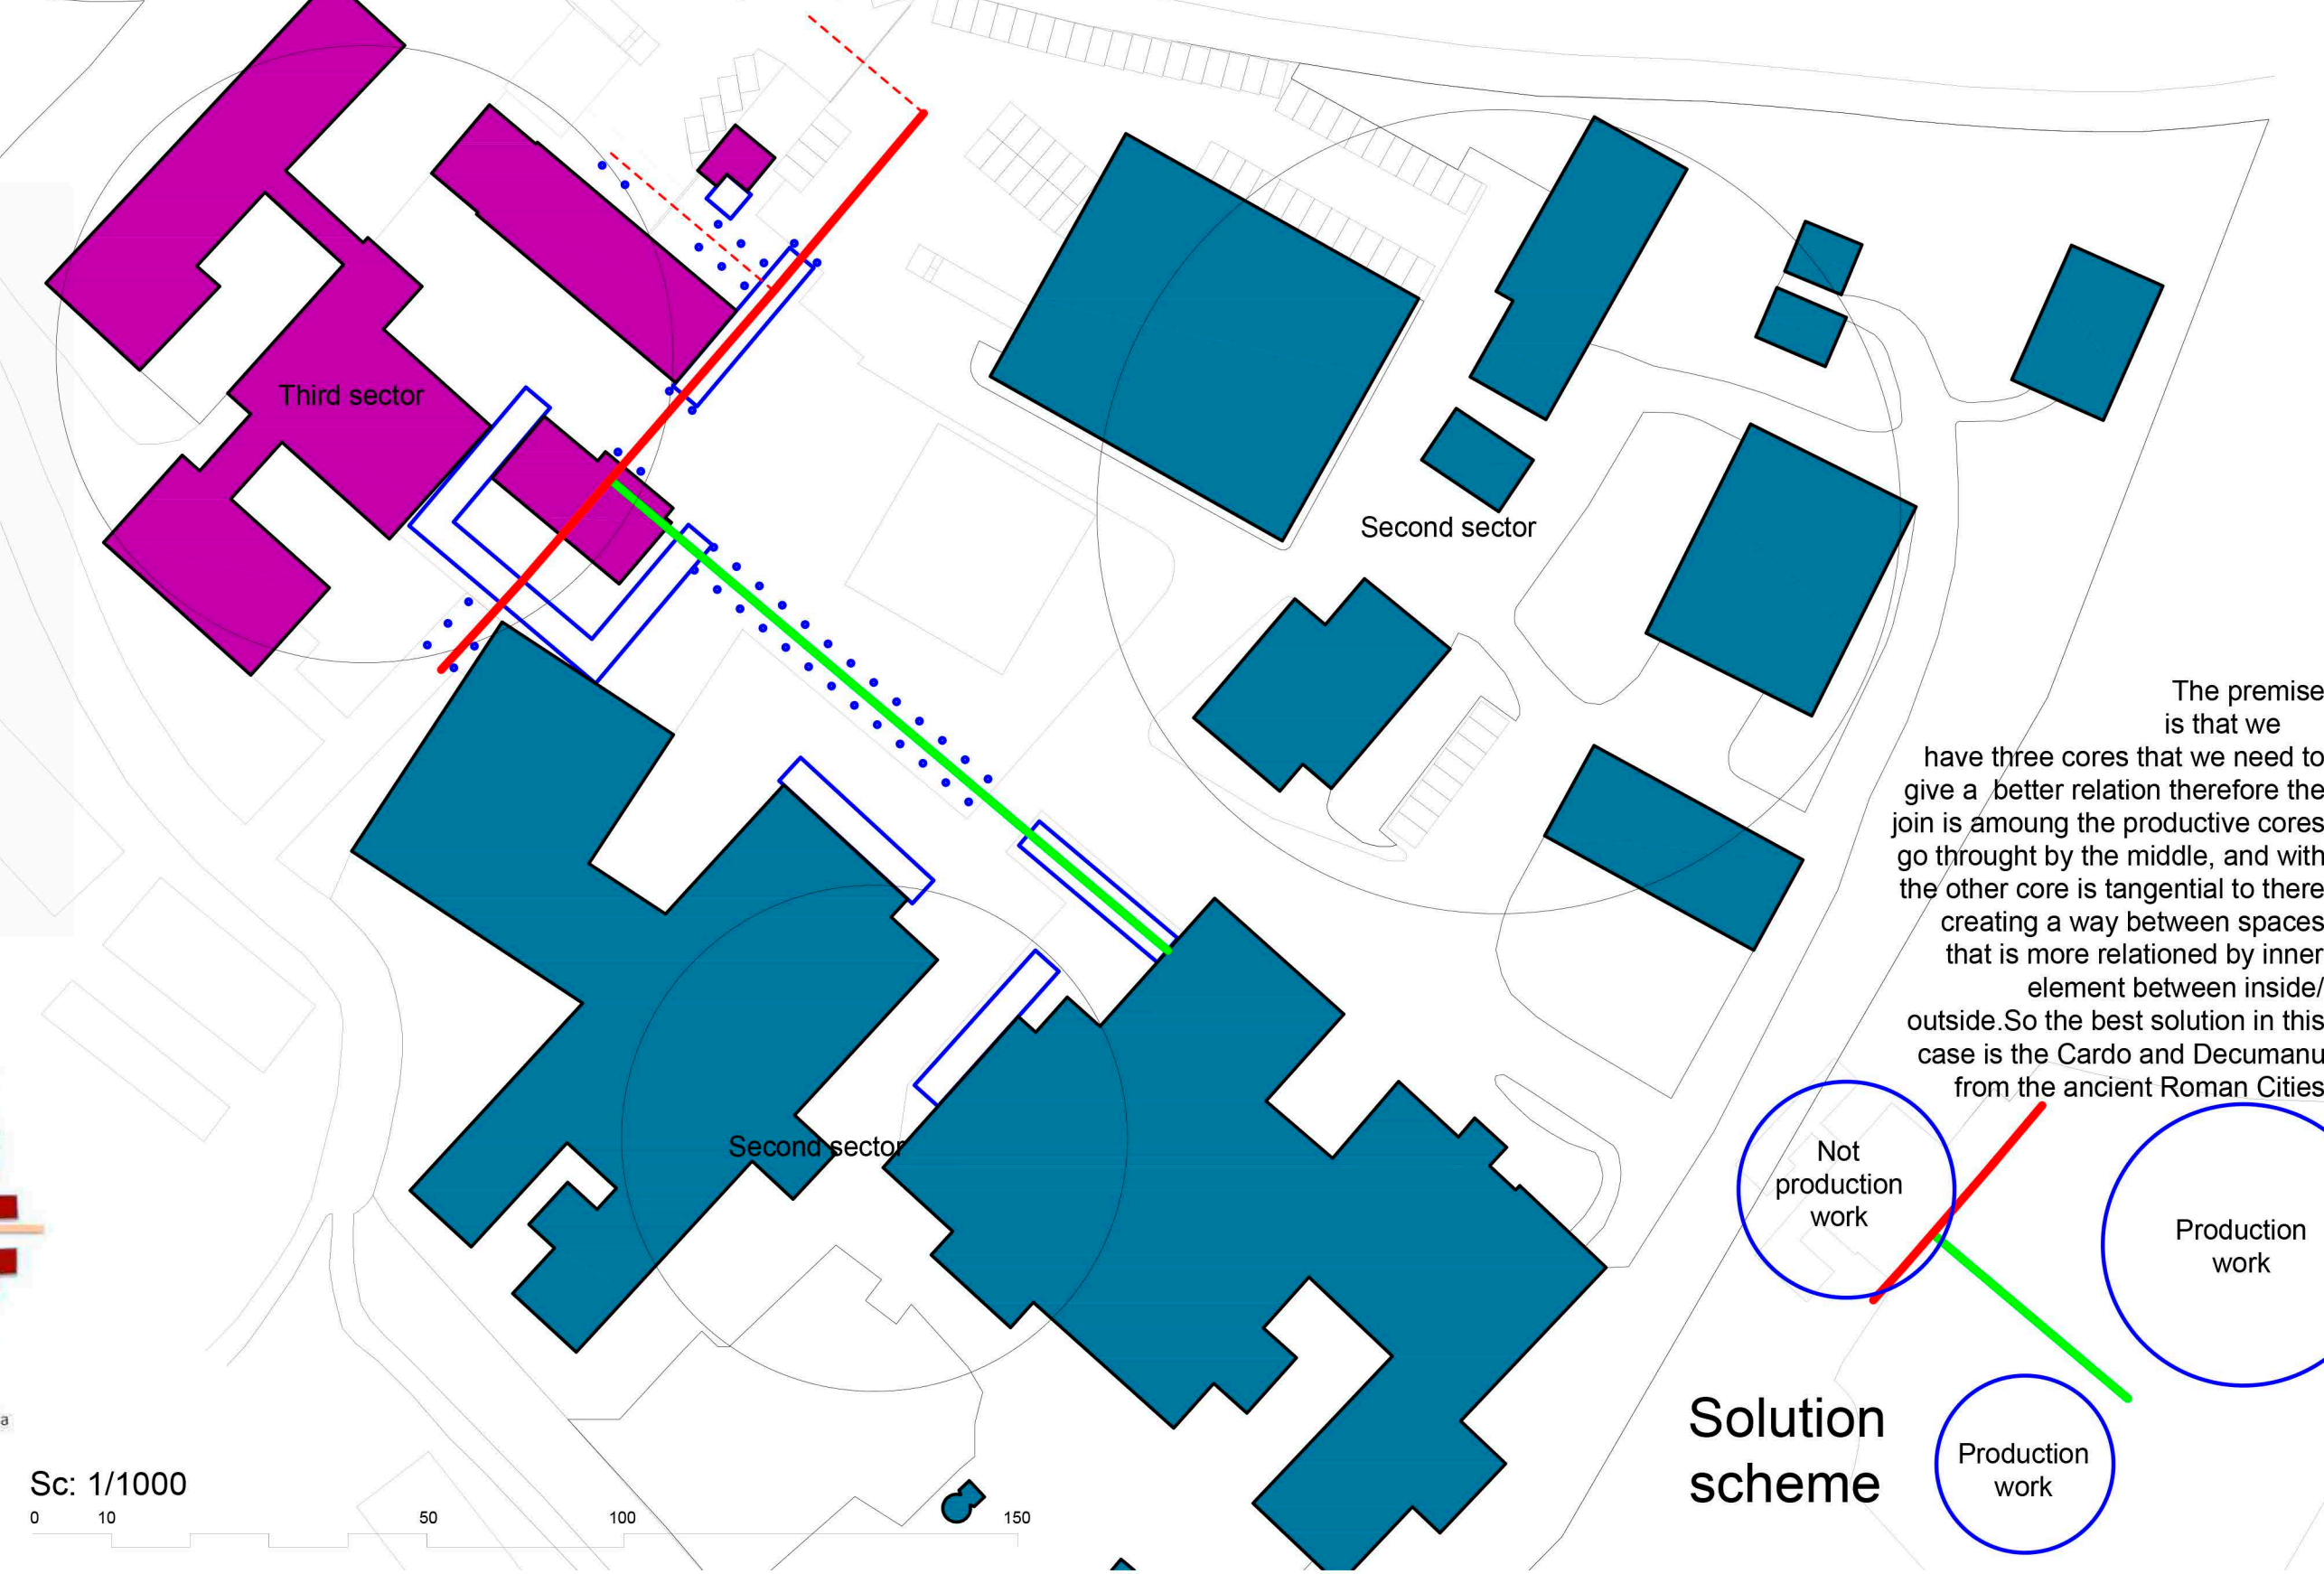 Third sector
Second sector
The premise
is that we
have three cores that we need to
give a  better relation therefore the
join is amoung the productive cores
go throught by the middle, and with
the other core is tangential to there
creating a way between spaces
that is more relationed by inner
element between inside/
outside.So the best solution in this
case is the Cardo and Decumanu
from the ancient Roman Cities
Second sector
Not
production
work
Production
work
Solution
scheme
Production
work
a
Sc: 1/1000
0 10 50 100 150